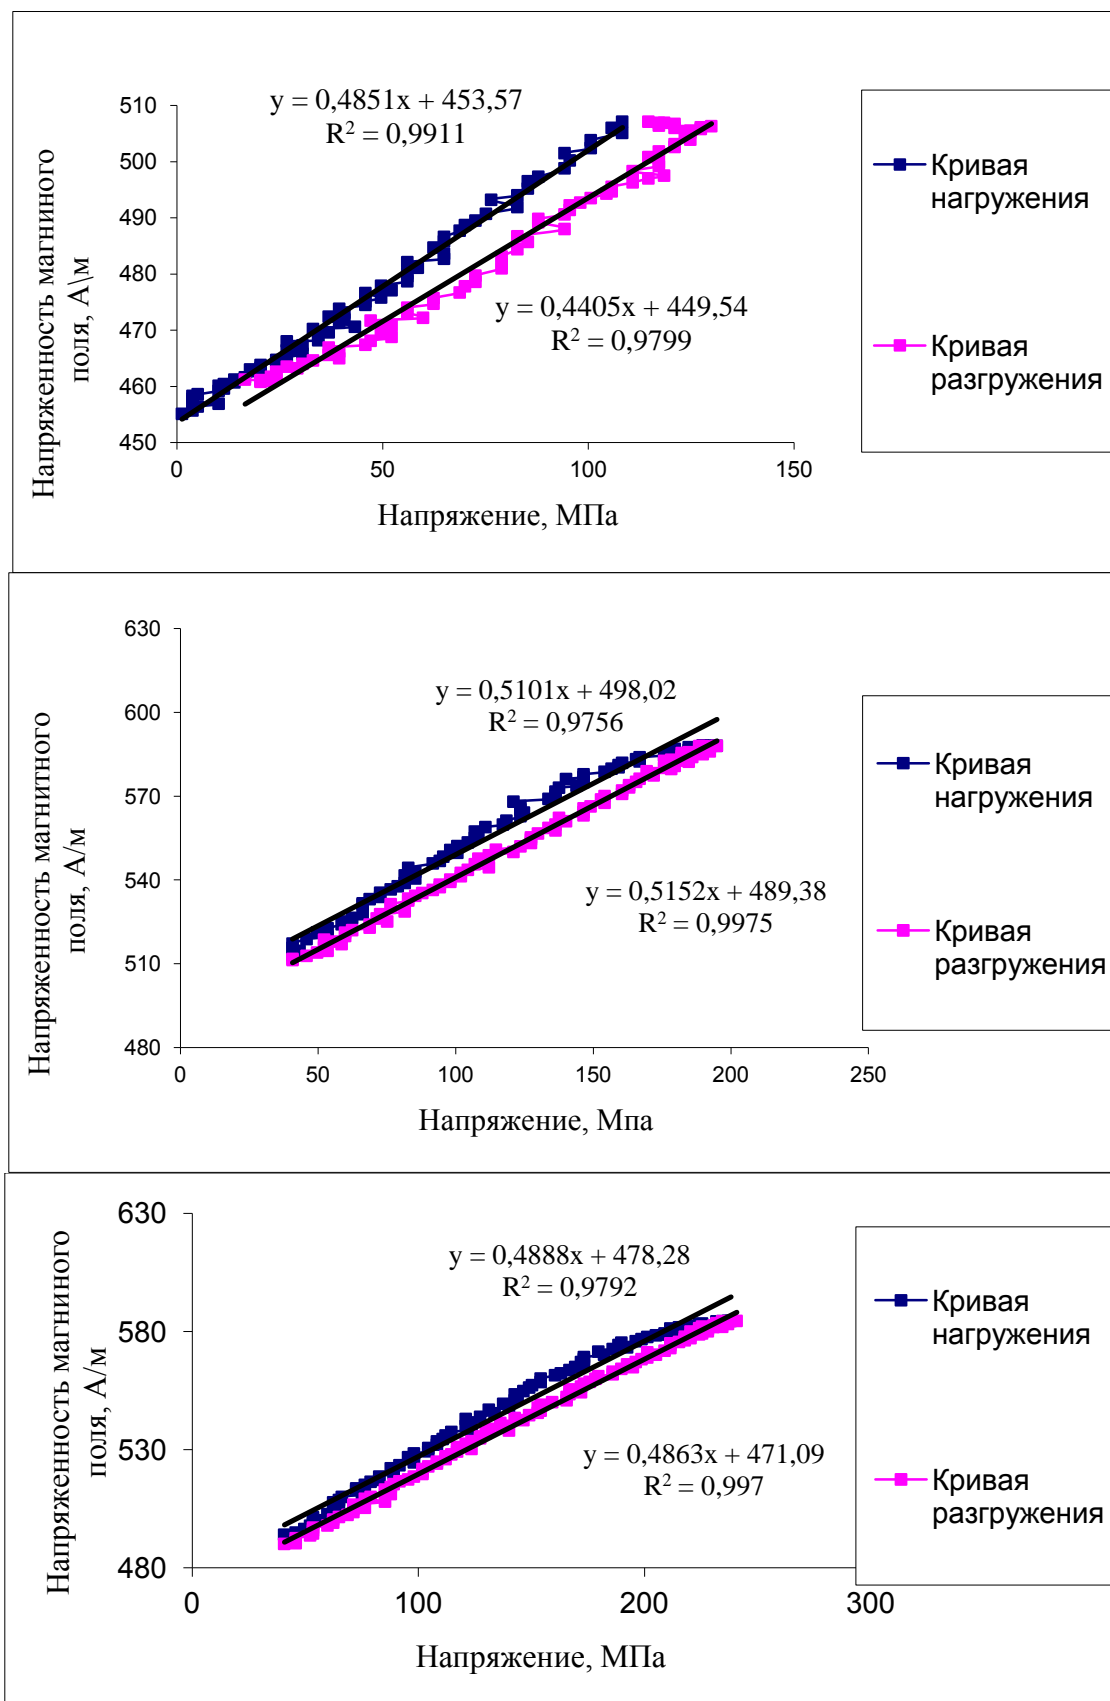 y = 0,4851x + 453,57
R² = 0,9911
510
500
490
480
470
460
450
0
50
100
150
Напряженность магниного
поля, А\м
Напряжение, МПа
y = 0,4405x + 449,54
R² = 0,9799
Кривая
нагружения
Кривая
разгружения
630
600
570
540
510
480
0
50
100
150
200
250
Напряженность магнитного
поля, А/м
Напряжение, Мпа
y = 0,5101x + 498,02
R² = 0,9756
y = 0,5152x + 489,38
R² = 0,9975
Кривая
нагружения
Кривая
разгружения
630
580
530
480
0
100
200
300
Напряженность магниного
поля, А/м
Напряжение, МПа
y = 0,4888x + 478,28
R² = 0,9792
y = 0,4863x + 471,09
R² = 0,997
Кривая
нагружения
Кривая
разгружения